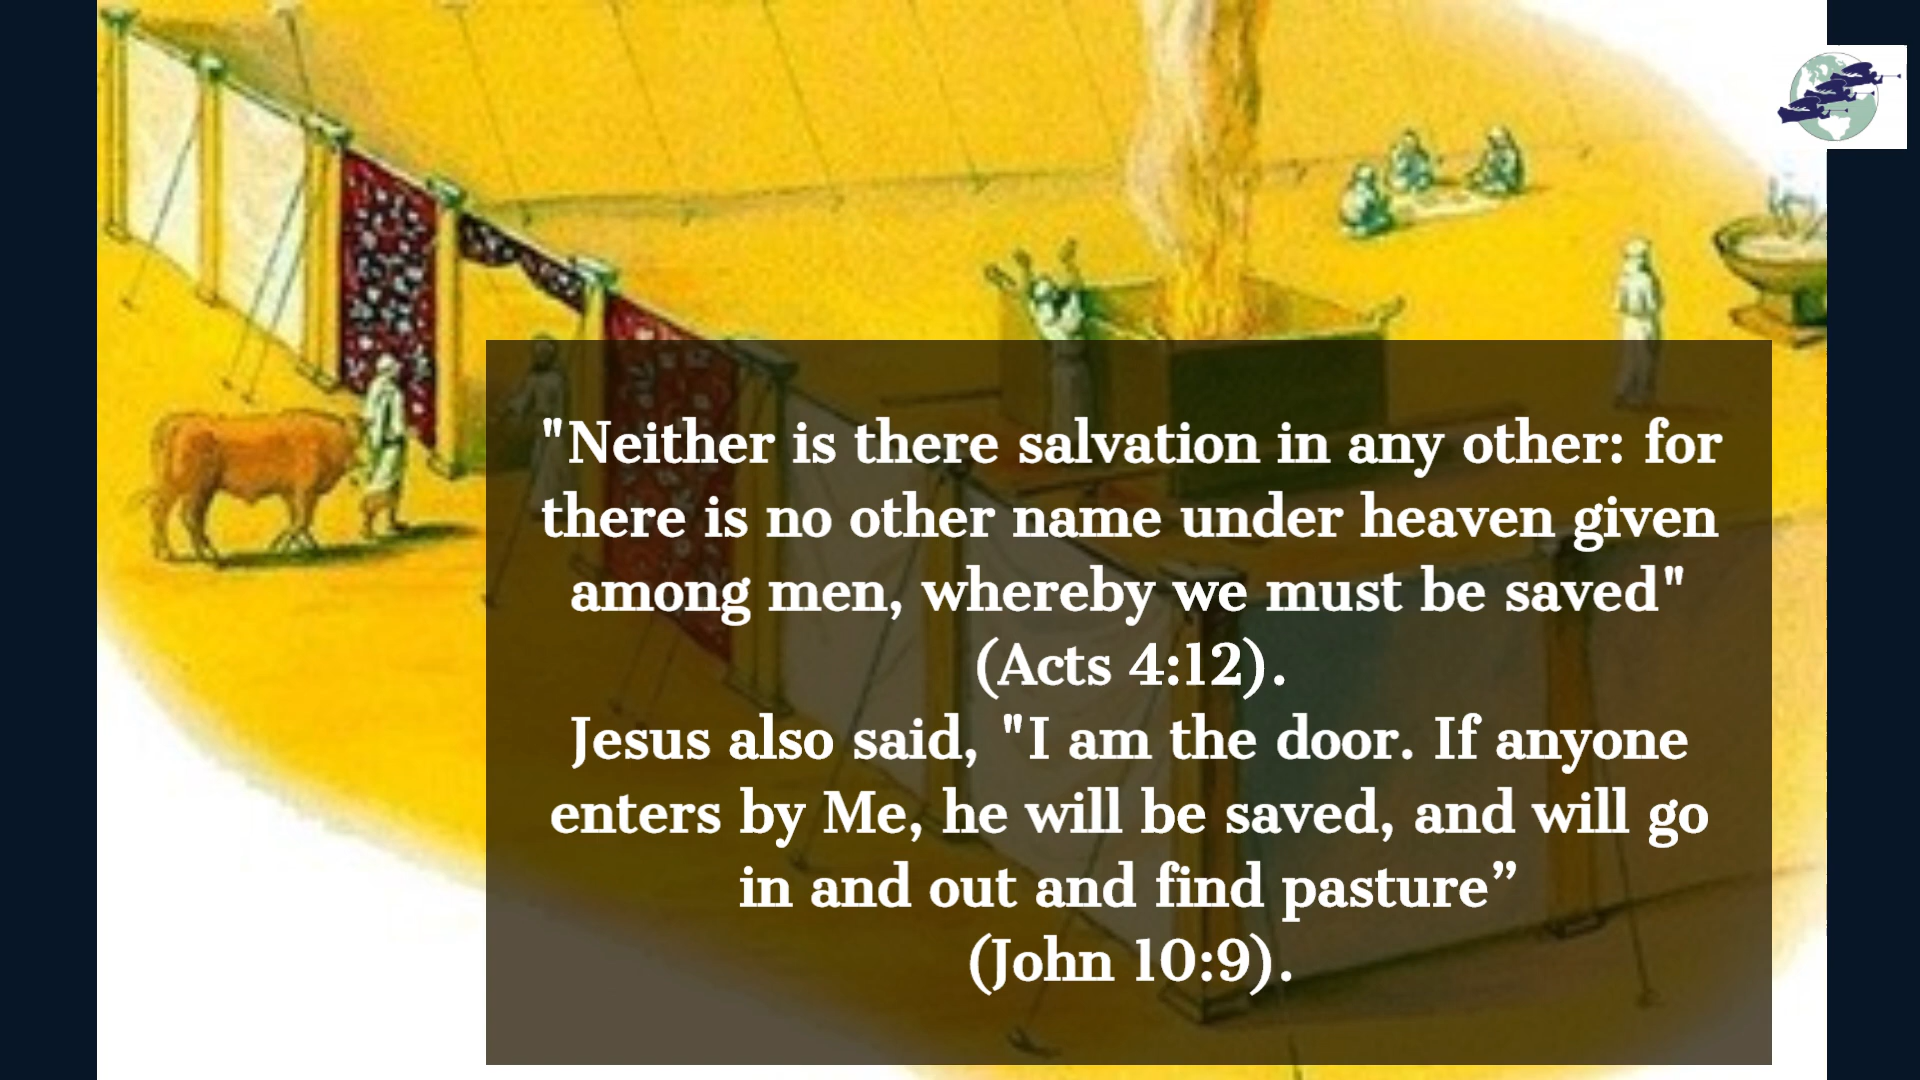 "Neither is there salvation in any other: for
there is no other name under heaven given
among men, whereby we must be saved"
(Acts 4:12).
Jesus also said, "I am the door. If anyone
enters by Me, he will be saved, and will go
in and out and find pasture”
(John 10:9).